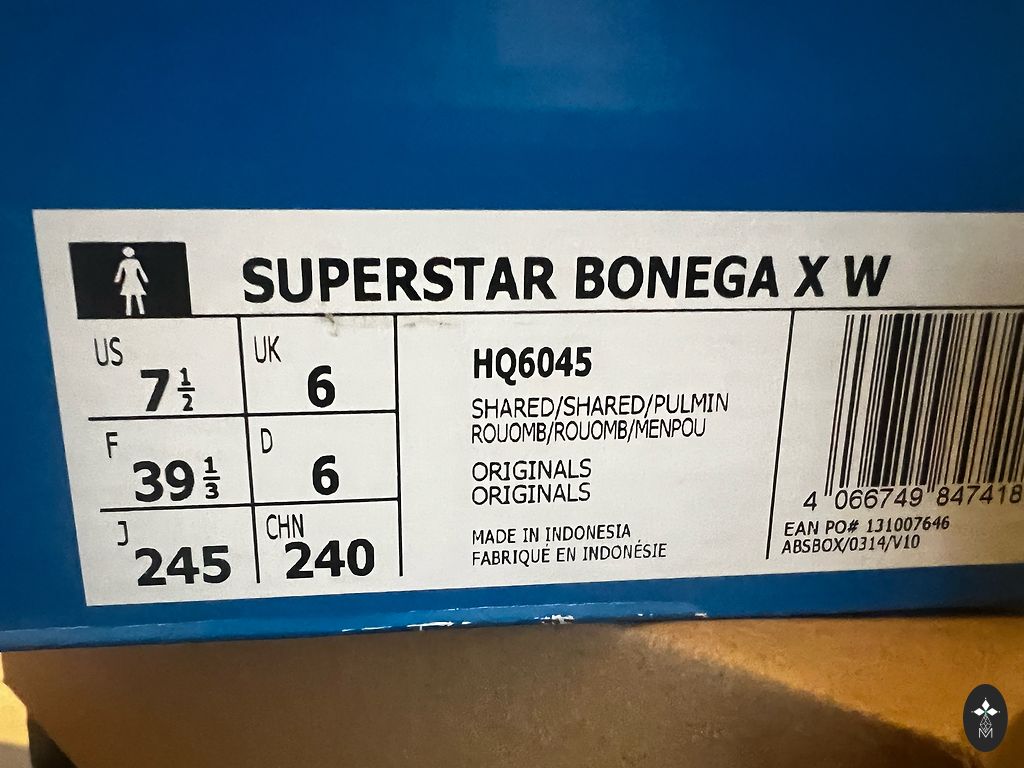 SUPERSTAR BONEGA X W
US 7 1/2
UK 6
F 39 1/3
D 6
J 245
CHN 240
HQ6045
SHARED/SHARED/PULMIN
ROUOMB/ROUOMB/MENPOU
ORIGINALS
ORIGINALS
MADE IN INDONESIA
FABRIQUÉ EN INDONÉSIE
4 066749 847418
EAN PO# 131007646
ABSBOX/0314/V10
M